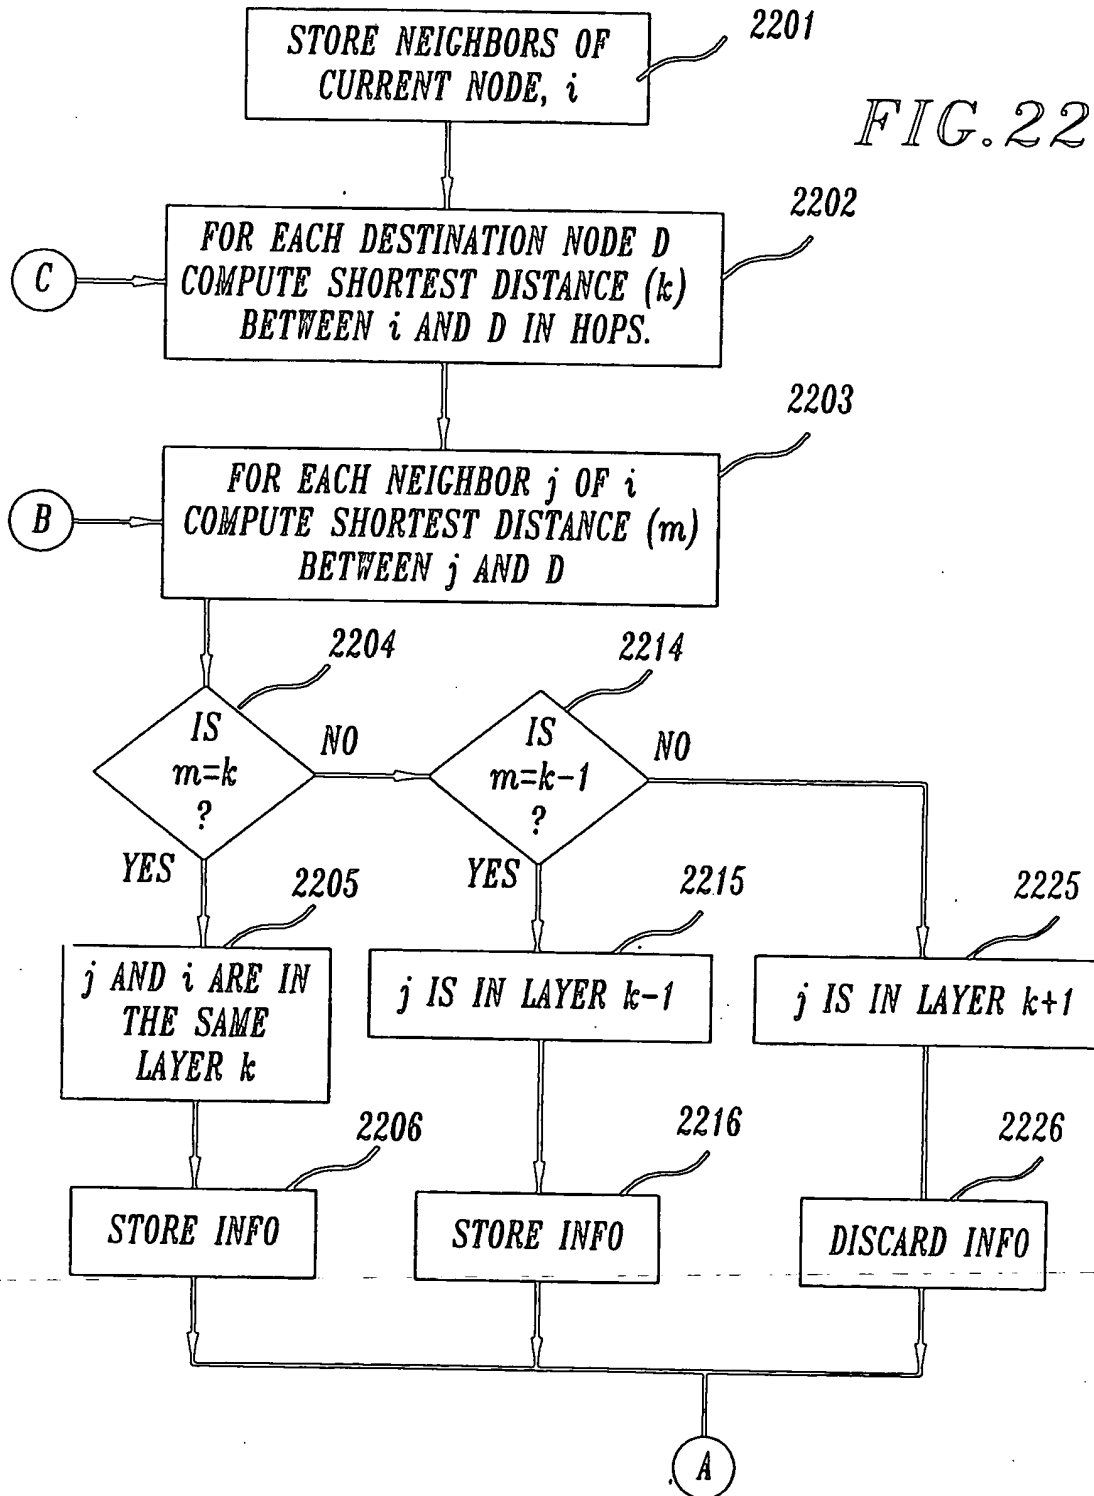 2201
STORE NEIGHBORS OF
CURRENT NODE, i
FIG.22
2202
FOR EACH DESTINATION NODE D
COMPUTE SHORTEST DISTANCE (k)
BETWEEN i AND D IN HOPS.
C
2203
FOR EACH NEIGHBOR j OF i
COMPUTE SHORTEST DISTANCE (m)
BETWEEN j AND D
B
2204
IS
m=k
?
NO
YES
2214
IS
m=k-1
?
NO
YES
2205
j AND i ARE IN
THE SAME
LAYER k
2215
j IS IN LAYER k-1
2225
j IS IN LAYER k+1
2206
STORE INFO
2216
STORE INFO
2226
DISCARD INFO
A